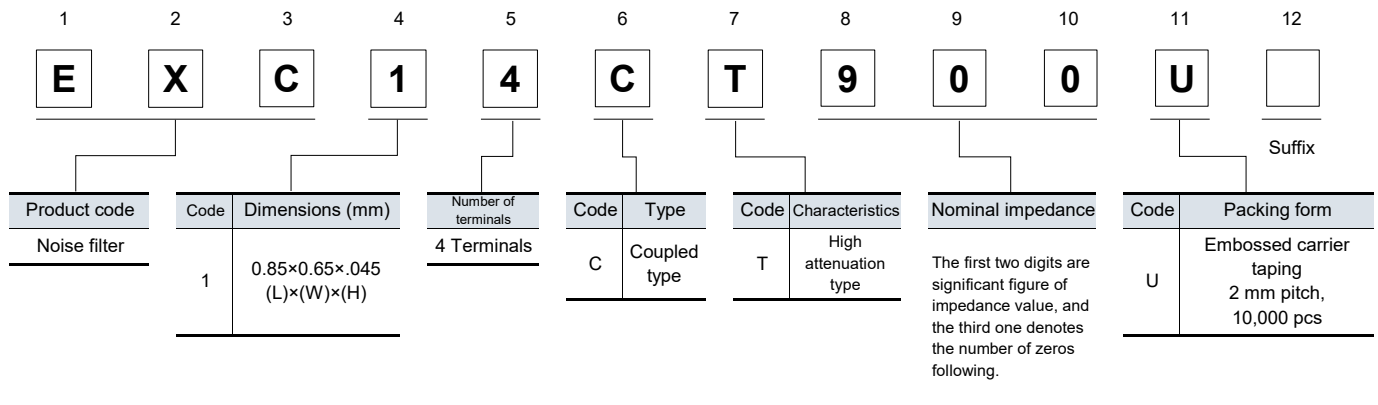 1 2 3 4 5 6 7 8 9 10 11 12
E X C 1 4 C T 9 0 0 U
Suffix
Product code
Noise filter
Code Dimensions (mm)
1 0.85×0.65×.045
(L)×(W)×(H)
Number of
terminals
4 Terminals
Code Type
C Coupled
type
Code Characteristics
T High
attenuation
type
Nominal impedance
The first two digits are
significant figure of
impedance value, and
the third one denotes
the number of zeros
following.
Code Packing form
U Embossed carrier
taping
2 mm pitch,
10,000 pcs